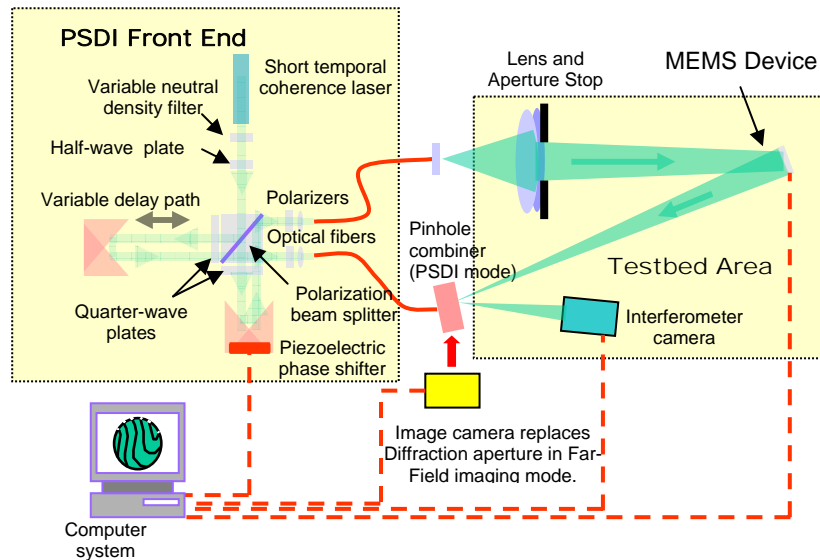 PSDI Front End
Variable neutral
density filter
Short temporal
coherence laser
Half-wave plate
Variable delay path
Polarizers
Optical fibers
Quarter-wave
plates
Polarization
beam splitter
Piezoelectric
phase shifter
Lens and
Aperture Stop
MEMS Device
Pinhole
combiner
(PSDI mode)
Testbed Area
Interferometer
camera
Image camera replaces
Diffraction aperture in Far-
Field imaging mode.
Computer
system